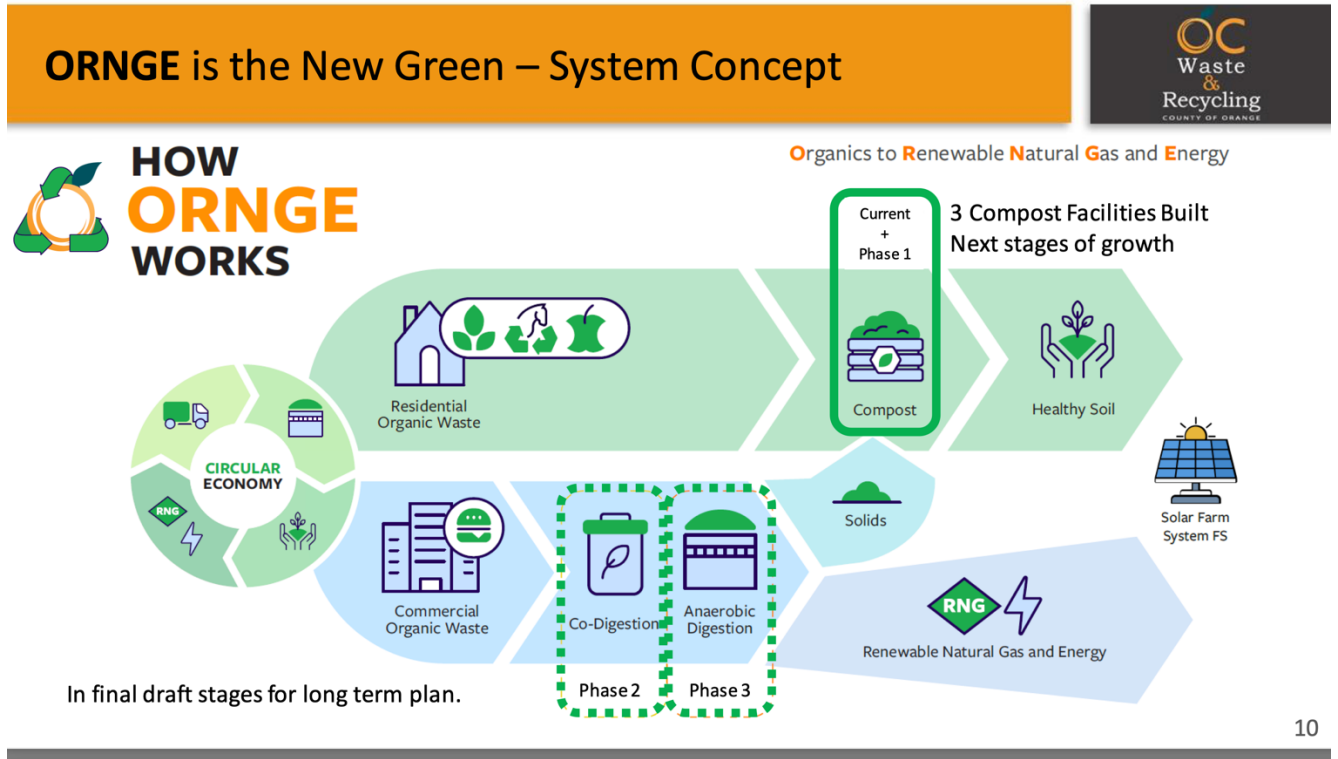 ORNGE is the New Green – System Concept
OC
Waste
&
Recycling
COUNTY OF ORANGE
HOW
ORNGE
WORKS
Organics to Renewable Natural Gas and Energy
Current
+
Phase 1
3 Compost Facilities Built
Next stages of growth
Residential
Organic Waste
Compost
Healthy Soil
CIRCULAR
ECONOMY
RNG
Solids
Solar Farm
System FS
Commercial
Organic Waste
Co-Digestion
Anaerobic
Digestion
RNG
Renewable Natural Gas and Energy
Phase 2
Phase 3
In final draft stages for long term plan.
10